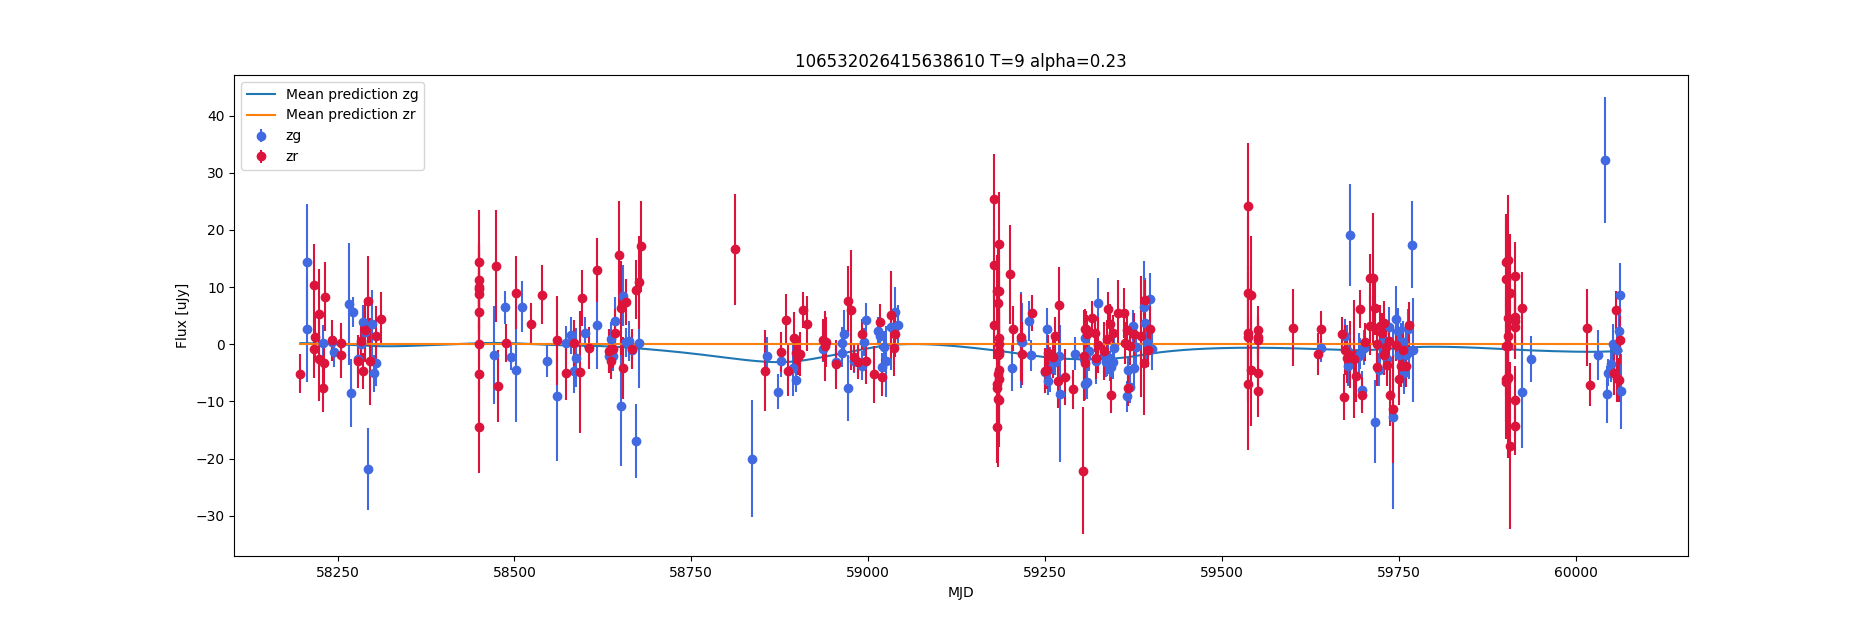 106532026415638610 T=9 alpha=0.23
Mean prediction zg
Mean prediction zr
zg
zr
Flux [uJy]
40
30
20
10
0
−10
−20
−30
58250 58500 58750 59000 59250 59500 59750 60000
MJD